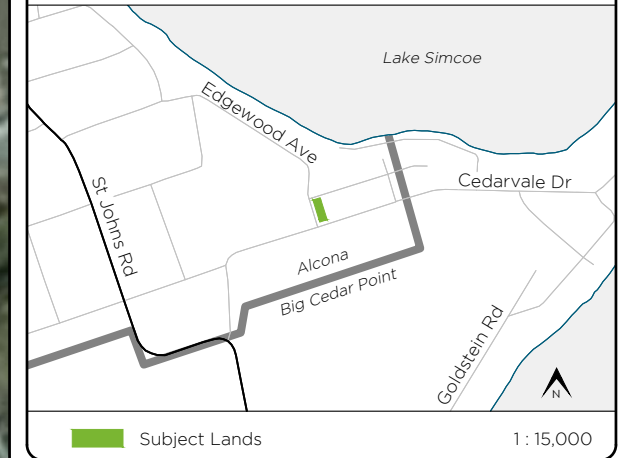 Lake Simcoe
Edgewood Ave
St Johns Rd
Cedarvale Dr
Alcona
Big Cedar Point
Goldstein Rd
N
Subject Lands
1 : 15,000